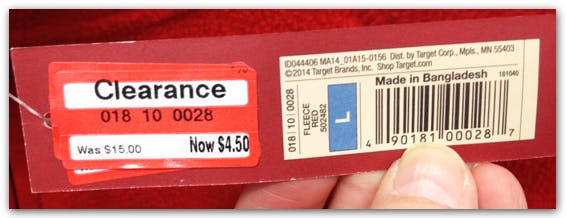 70
Clearance
018 10 0028
Was $15.00
Now $4.50
ID044406 MA14_01A15-0156 Dist. by Target Corp., Mpls., MN 55403
©2014 Target Brands, Inc. Shop Target.com
Made in Bangladesh
181040
018 | 10 | 0028
FLEECE
RED
502482
L
4 90181 00028 7